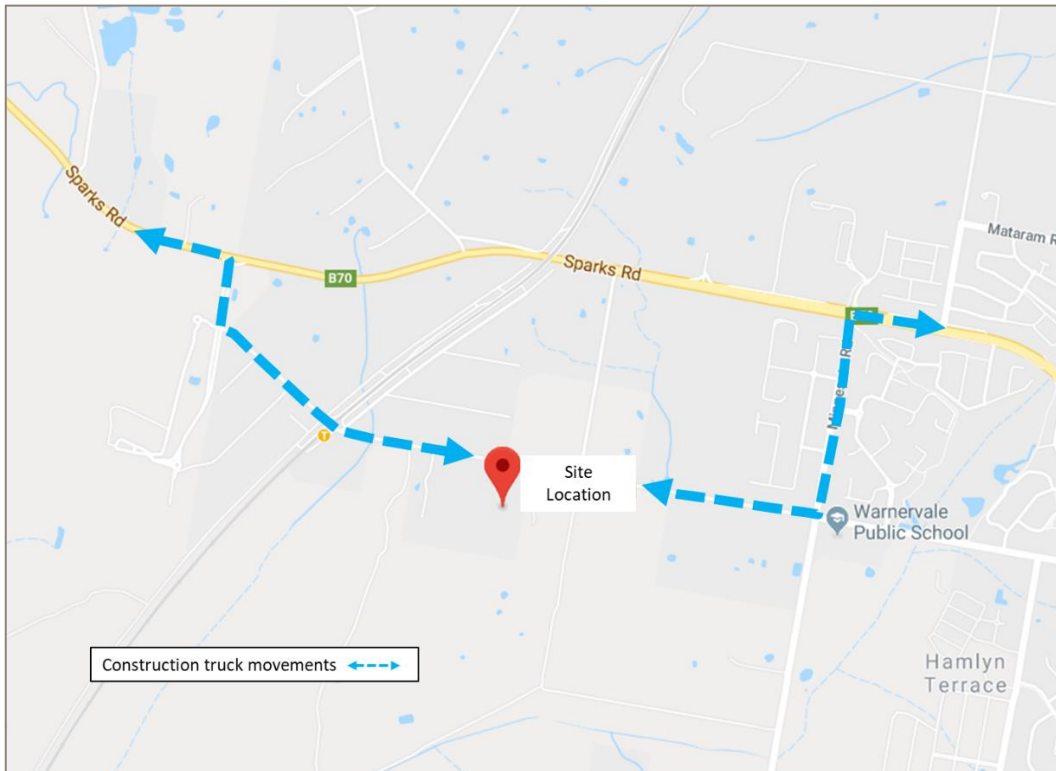 Sparks Rd
B70
Sparks Rd
Mataram R
T
Site
Location
Warnervale
Public School
Construction truck movements
Hamlyn
Terrace